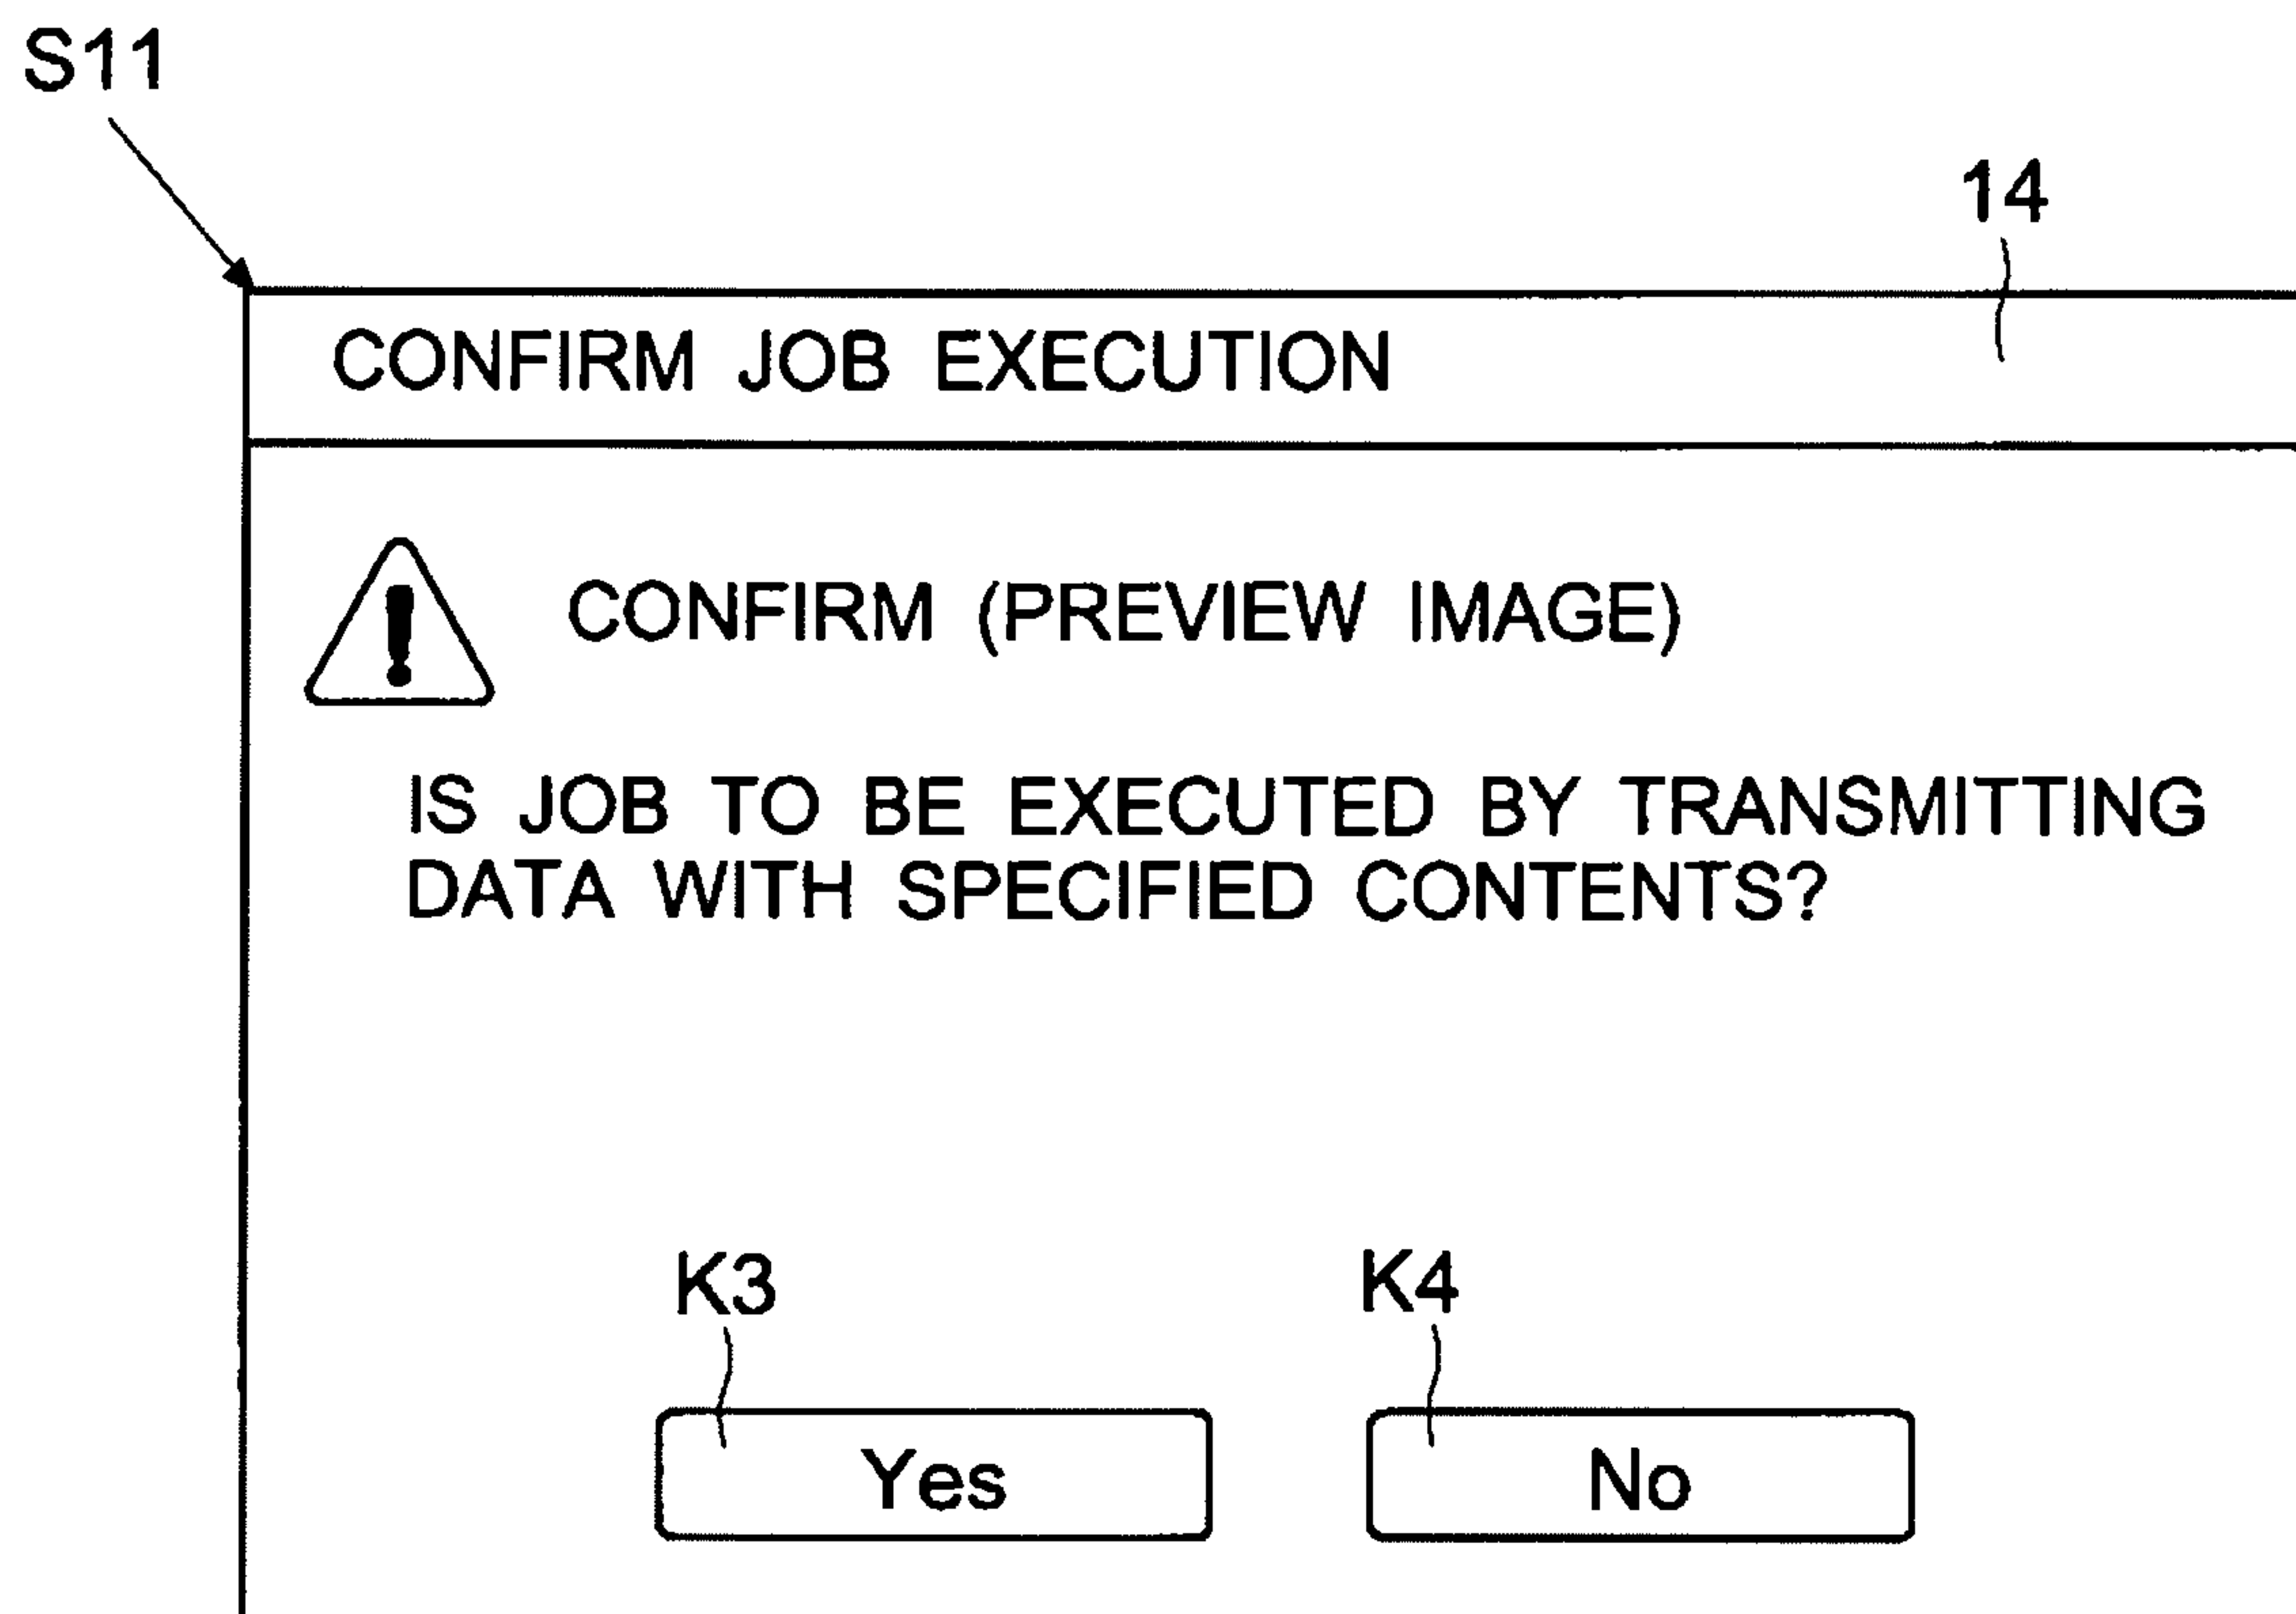 S11
14
CONFIRM JOB EXECUTION
CONFIRM (PREVIEW IMAGE)
IS JOB TO BE EXECUTED BY TRANSMITTING
DATA WITH SPECIFIED CONTENTS?
K3 K4
Yes No